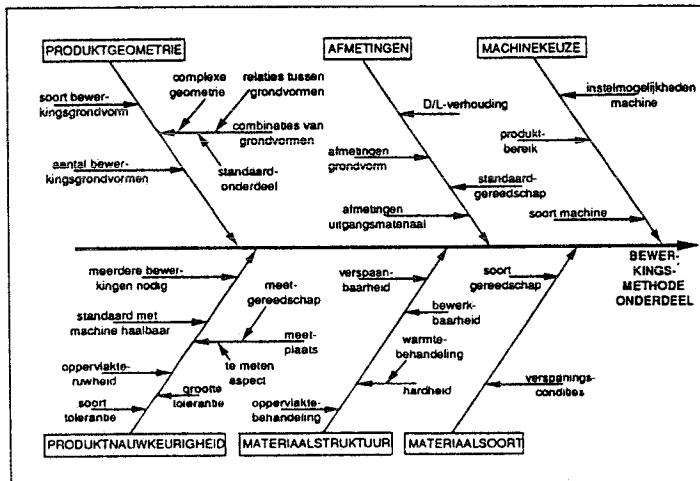 PRODUKTGEOMETRIE
AFMETINGEN
MACHINEKEUZE
complexe
geometrie
relaties tussen
grondvormen
soort bewer-
kingsgrondvorm
combinaties van
grondvormen
aantal bewer-
kingsgrondvormen
standaard-
onderdeel
D/L-verhouding
afmetingen
grondvorm
standaard-
gereedschap
afmetingen
uitgangsmateriaal
instelmogelijkheden
machine
produkt-
bereik
soort machine
BEWER-
KINGS-
METHODE
ONDERDEEL
meerdere bewer-
kingen nodig
meet-
gereedschap
standaard met
machine haalbaar
meet-
plaats
te meten
aspect
oppervlakte-
ruwheid
grootte
tolerantie
soort
tolerantie
verspaan-
baarheid
bewerk-
baarheid
warmte-
behandeling
hardheid
oppervlakte-
behandeling
soort
gereedschap
verspanings-
condities
PRODUKTNAUWKEURIGHEID
MATERIAALSTRUKTUUR
MATERIAALSOORT